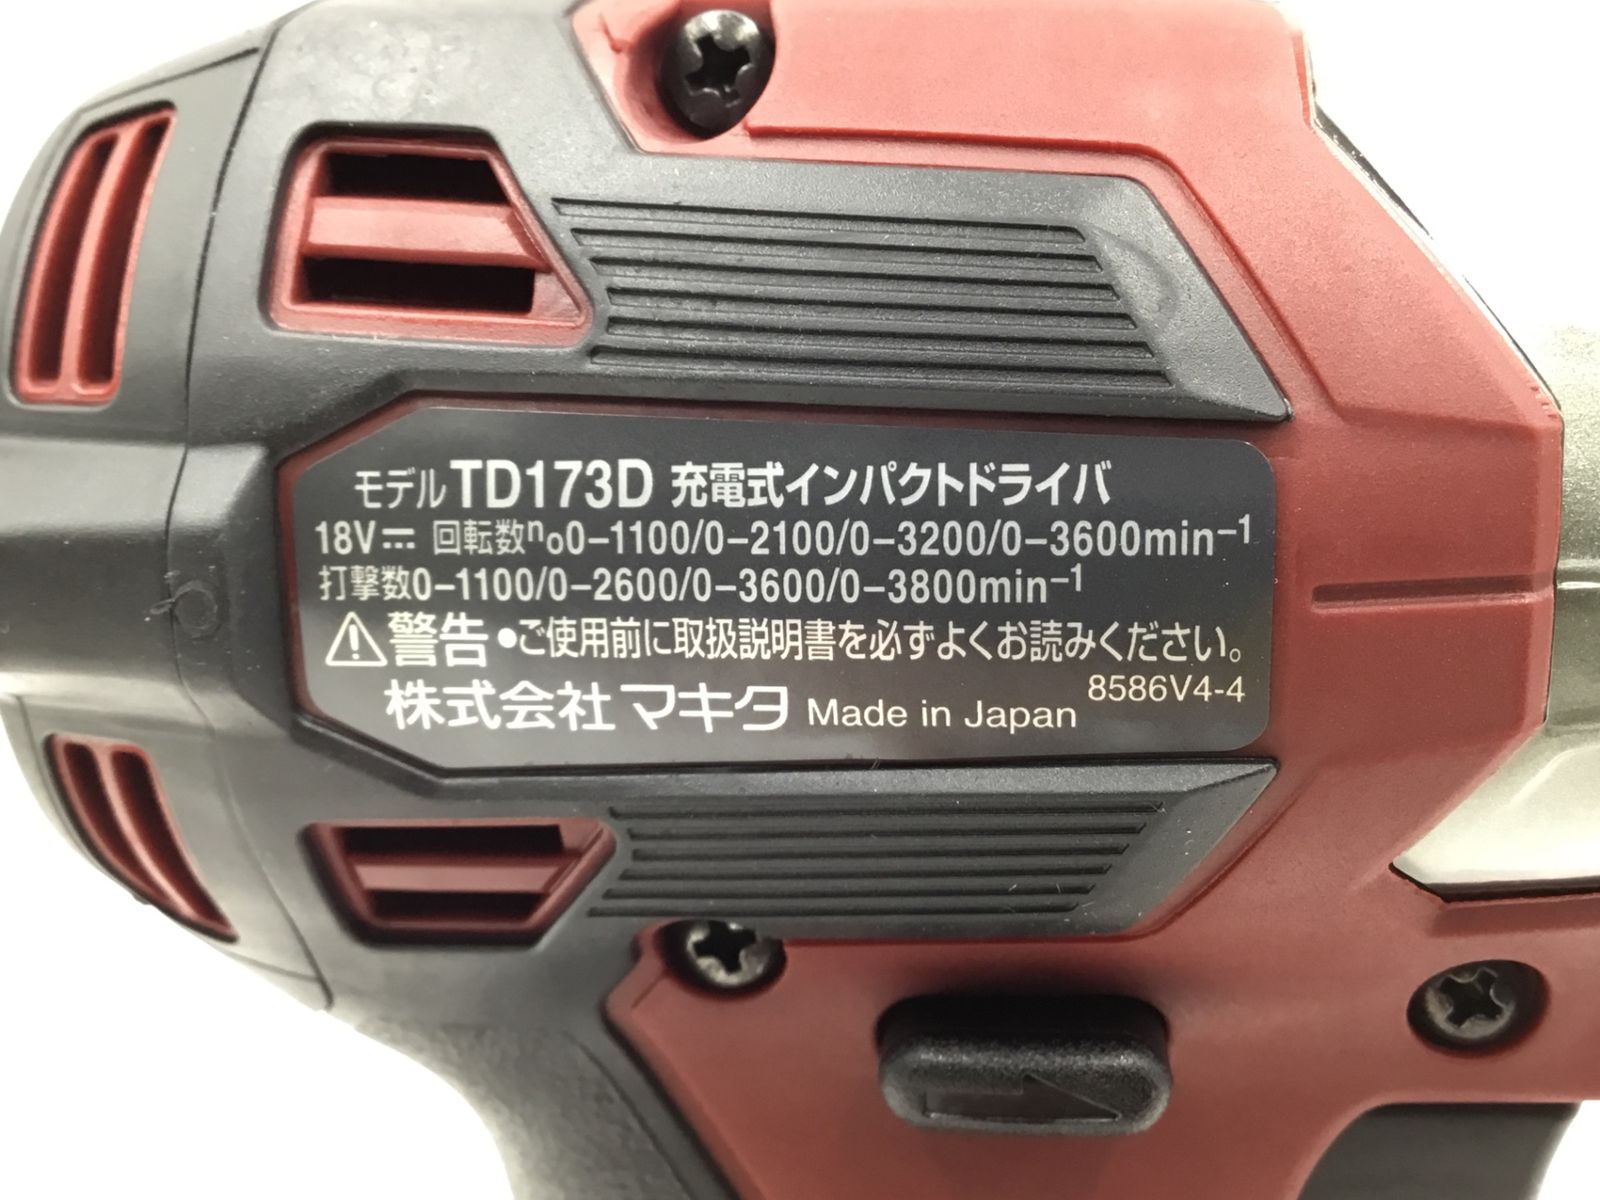 モデル TD173D 充電式インパクトドライバ
18V⎓ 回転数n₀0−1100/0−2100/0−3200/0−3600min⁻¹
打撃数0−1100/0−2600/0−3600/0−3800min⁻¹
⚠警告 ●ご使用前に取扱説明書を必ずよくお読みください。
8586V4-4
株式会社マキタ Made in Japan